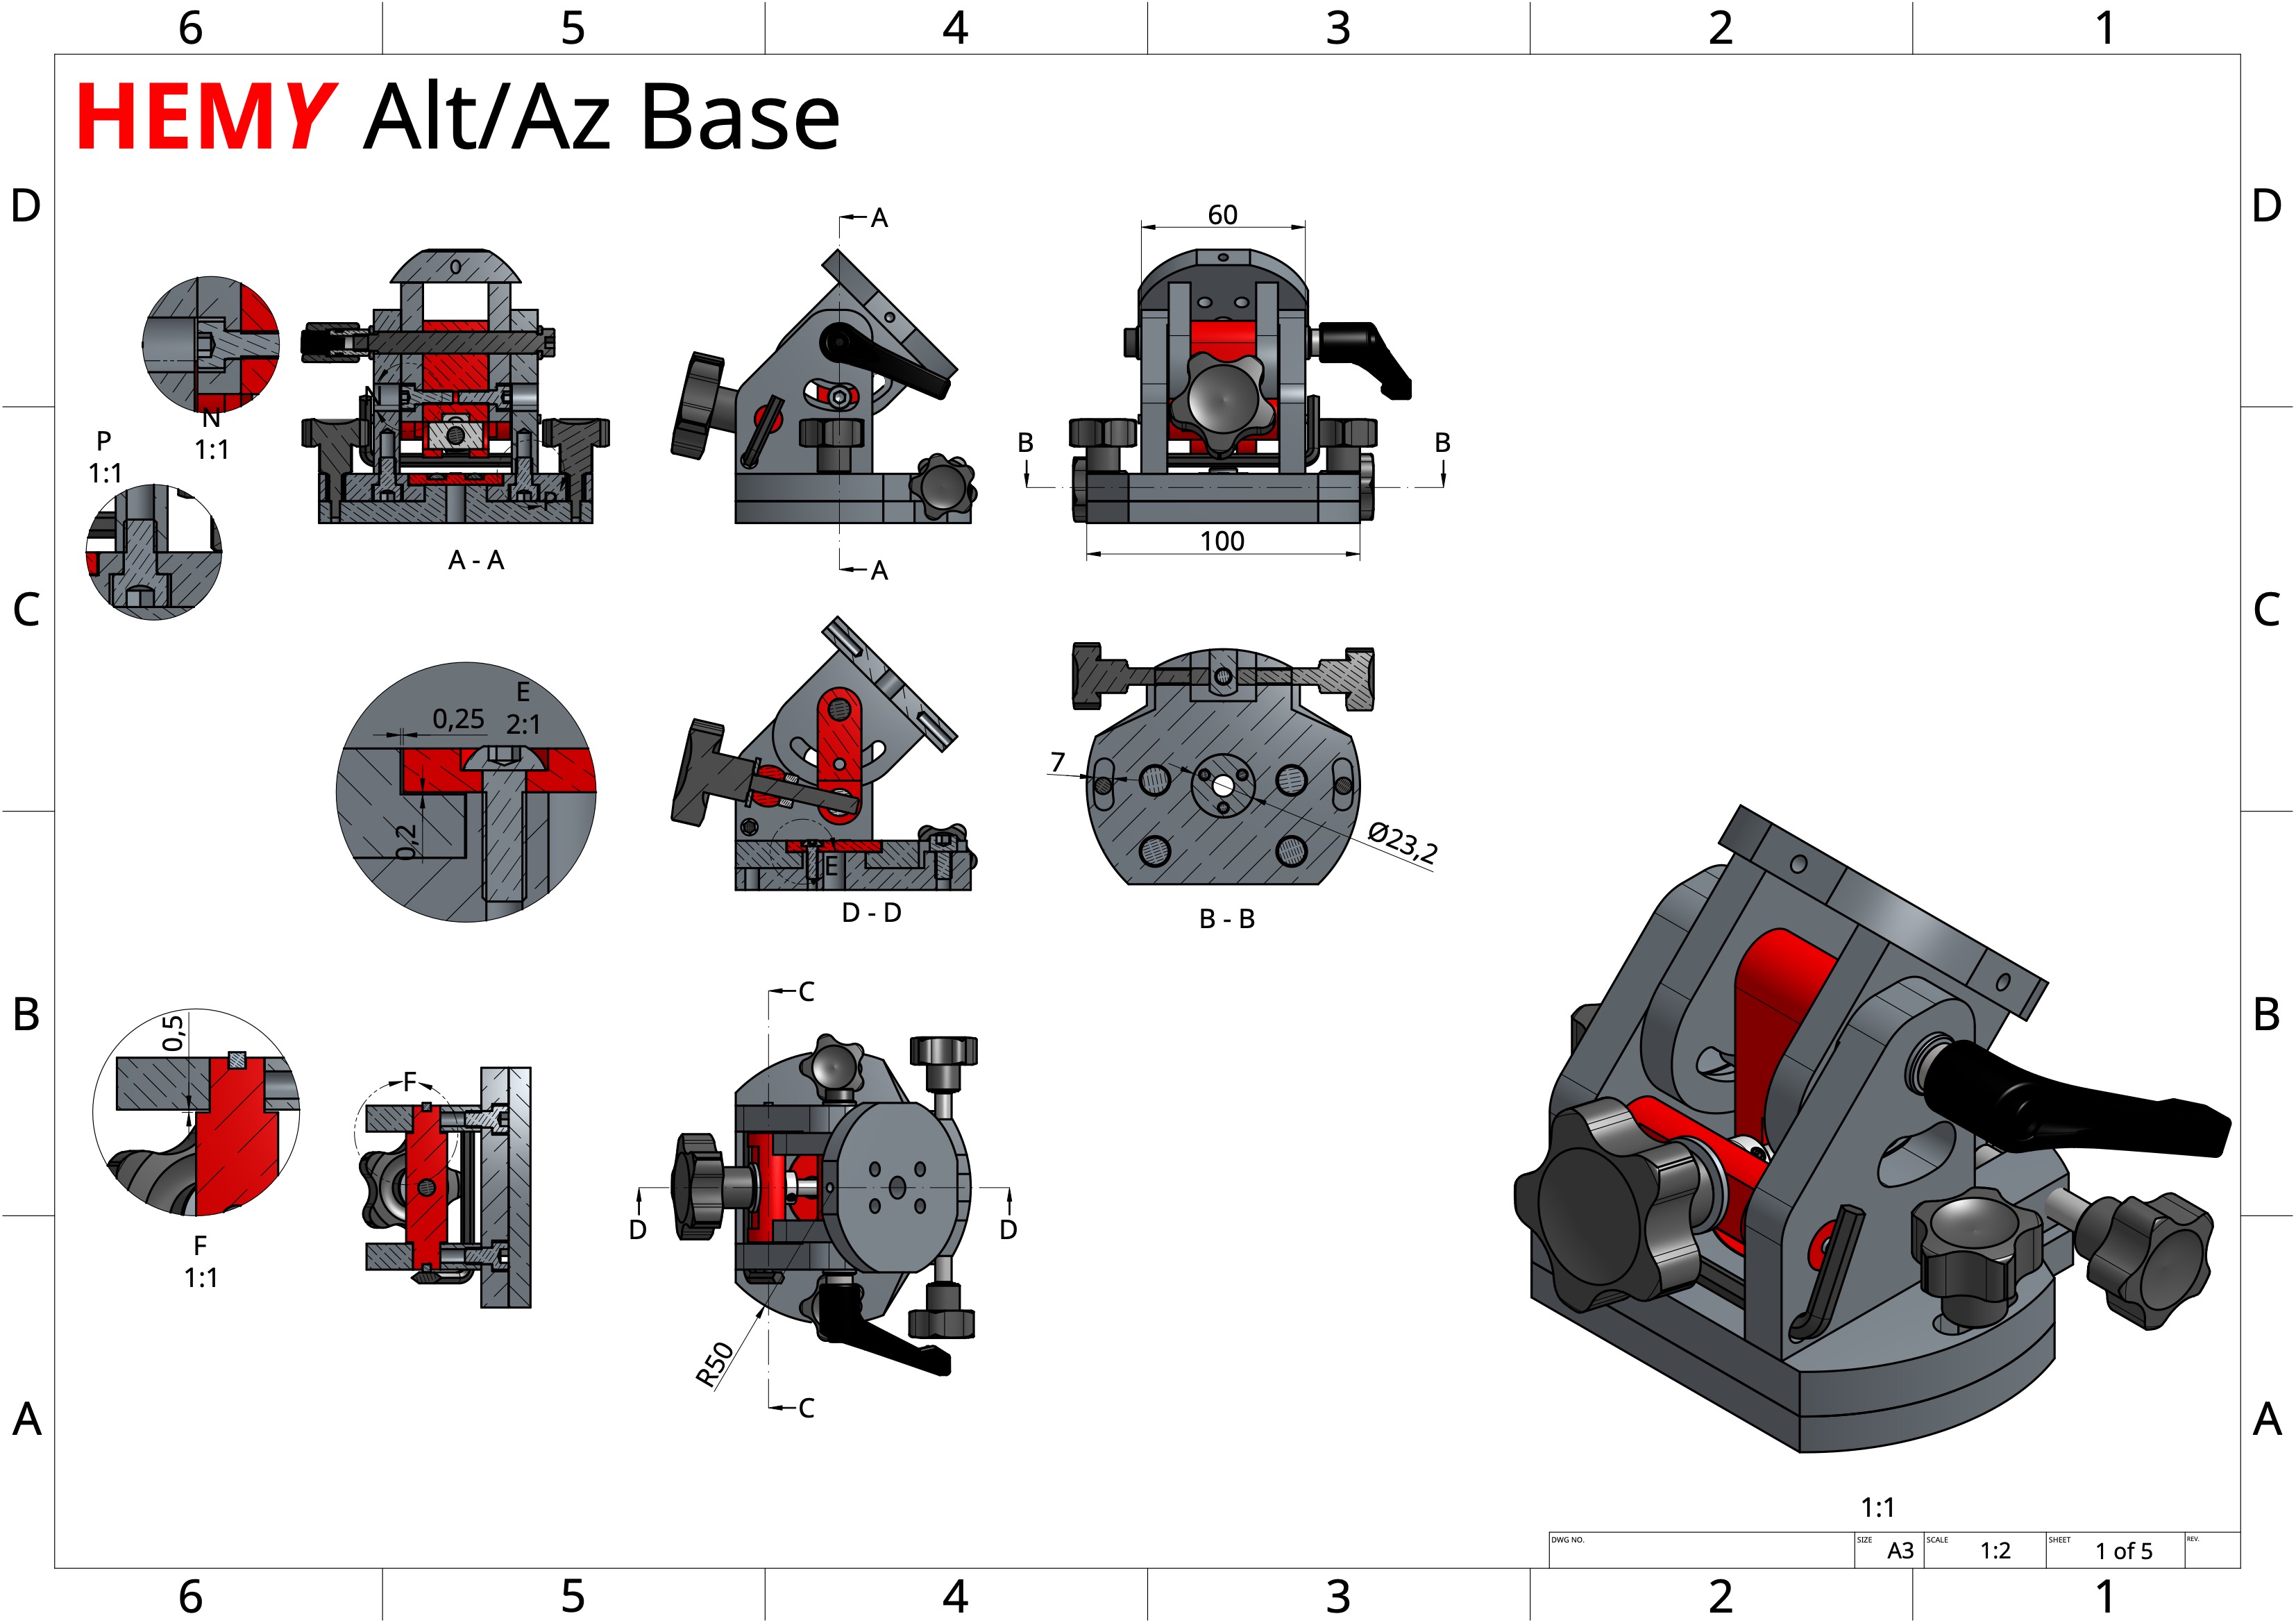 6 5 4 3 2 1
HEMY Alt/Az Base
D D
A
60
N
1:1
P
1:1
B B
100
A - A
A
C C
E
0,25 2:1
0,2
7
Ø23,2
E
D - D
B - B
B B
C
0,5
F
D D
F
1:1
R50
C
A A
1:1
DWG NO. SIZE A3 SCALE 1:2 SHEET 1 of 5 REV.
6 5 4 3 2 1